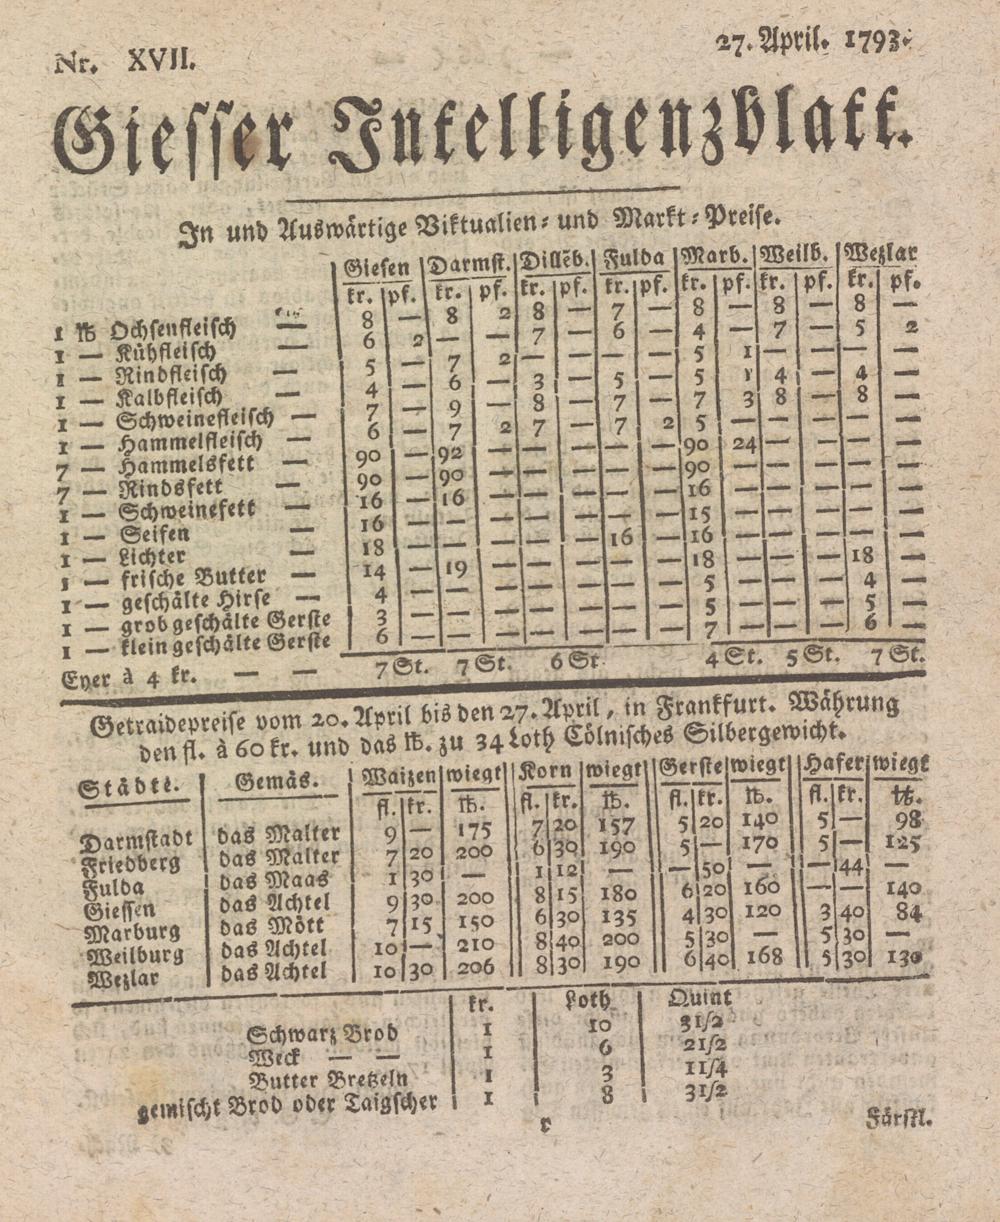 Nr. XVII. 27. April. 1793.
Giesser Intelligenzblatt.
In und Auswärtige Viktualien- und Markt-Preise.
Giesen Darmst. Dillēb. Fulda Marb. Weilb. Wezlar
kr. pf. kr. pf. kr. pf. kr. pf. kr. pf. kr. pf. kr. pf.
1 ℔ Ochsenfleisch — 8 — 8 2 8 — 7 — 8 — 8 — 8 —
1 — Kühfleisch — 6 2 — — 7 — 6 — 4 — 7 — 5 2
1 — Rindfleisch — 5 — 7 2 — — — — 5 1 — — — —
1 — Kalbfleisch — 4 — 6 — 3 — 5 — 5 1 4 — 4 —
1 — Schweinefleisch — 7 — 9 — 8 — 7 — 7 3 8 — 8 —
1 — Hammelfleisch — 6 — 7 2 7 — 7 2 5 — — — — —
7 — Hammelsfett — 90 — 92 — — — — — 90 24 — — — —
7 — Rindsfett — 90 — 90 — — — — — 90 — — — — —
1 — Schweinefett — 16 — 16 — — — — — 16 — — — — —
1 — Seifen — 16 — — — — — — — 15 — — — — —
1 — Lichter — 18 — — — — — 16 — 16 — — — — —
1 — frische Butter — 14 — 19 — — — — — 18 — — — 18 —
1 — geschälte Hirse — 4 — — — — — — — 5 — — — 4 —
1 — grob geschälte Gerste 3 — — — — — — — 5 — — — 5 —
1 — klein geschälte Gerste 6 — — — — — — — 7 — — — 6 —
Eyer à 4 kr. — — 7 St. 7 St. 6 St. 4 St. 5 St. 7 St.
Getraidepreise vom 20. April bis den 27. April, in Frankfurt. Währung
den fl. à 60 kr. und das ℔. zu 34 Loth Cölnisches Silbergewicht.
Städte. Gemäs. Waizen wiegt Korn wiegt Gerste wiegt Hafer wiegt
fl. kr. ℔. fl. kr. ℔. fl. kr. ℔. fl. kr. ℔.
Darmstadt das Malter 9 — 175 7 20 157 5 20 140 5 — 98
Friedberg das Malter 7 20 200 6 30 190 5 — 170 5 — 125
Fulda das Maas 1 30 — 1 12 — — 50 — — 44 —
Giessen das Achtel 9 30 200 8 15 180 6 20 160 — — 140
Marburg das Mött 7 15 150 6 30 135 4 30 120 3 40 84
Weilburg das Achtel 10 — 210 8 40 200 5 30 — 5 30 —
Wezlar das Achtel 10 30 206 8 30 190 6 40 168 5 30 130
kr. Loth Quint
Schwarz Brod 1 10 3 1/2
Weck — — 1 6 2 1/2
Butter Bretzeln 1 3 1 1/4
gemischt Brod oder Taigscher 1 8 3 1/2
r Fürstl.